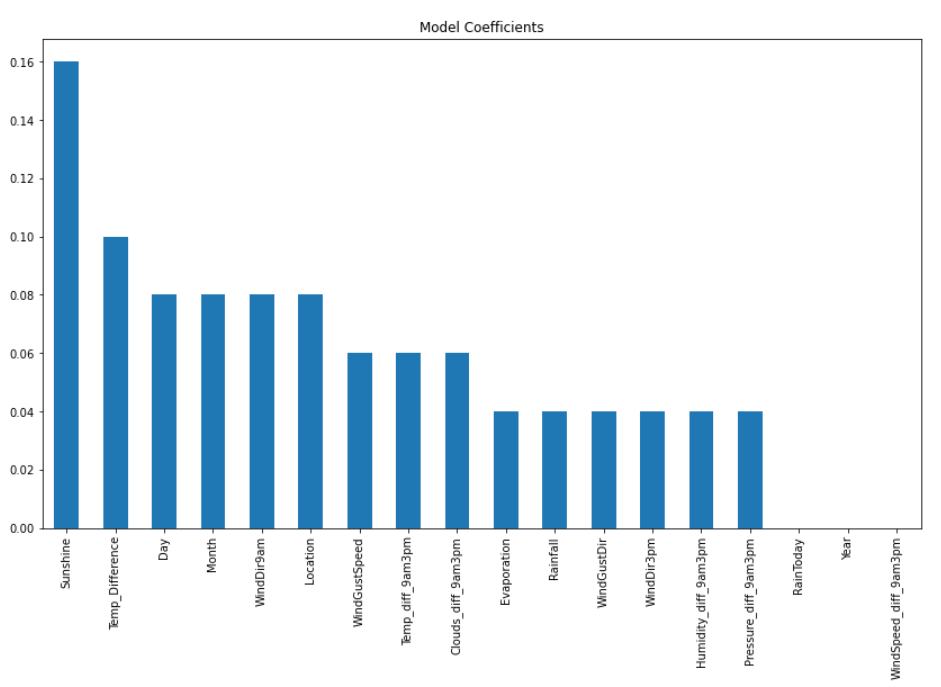 Model Coefficients
0.16
0.14
0.12
0.10
0.08
0.06
0.04
0.02
0.00
Sunshine
Temp_Difference
Day
Month
WindDir9am
Location
WindGustSpeed
Temp_diff_9am3pm
Clouds_diff_9am3pm
Evaporation
Rainfall
WindGustDir
WindDir3pm
Humidity_diff_9am3pm
Pressure_diff_9am3pm
RainToday
Year
WindSpeed_diff_9am3pm